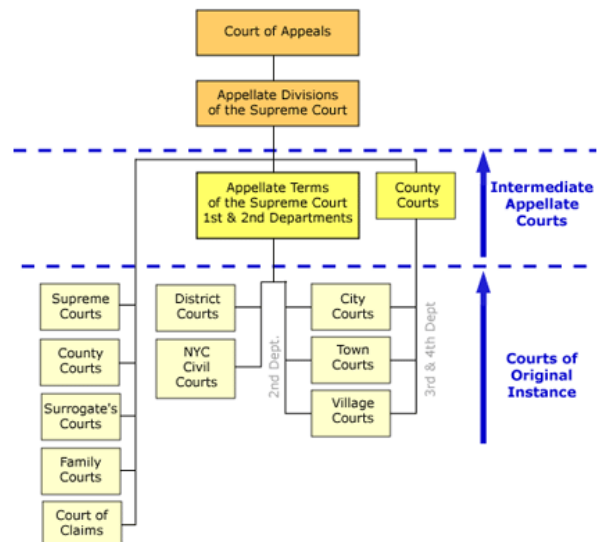 Court of Appeals
Appellate Divisions
of the Supreme Court
Appellate Terms
of the Supreme Court
1st & 2nd Departments
County
Courts
Intermediate
Appellate
Courts
Supreme
Courts
County
Courts
Surrogate's
Courts
Family
Courts
Court of
Claims
District
Courts
NYC
Civil
Courts
2nd Dept.
City
Courts
Town
Courts
Village
Courts
3rd & 4th Dept
Courts of
Original
Instance